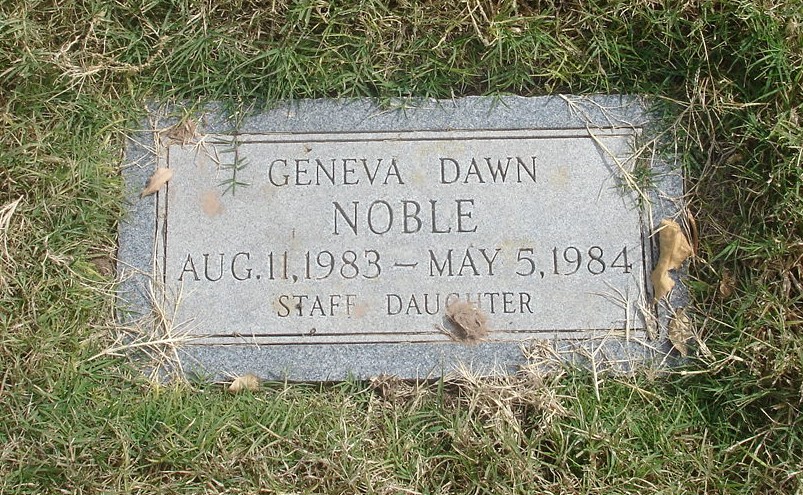 GENEVA DAWN
NOBLE
AUG. 11, 1983 – MAY 5, 1984
STAFF DAUGHTER